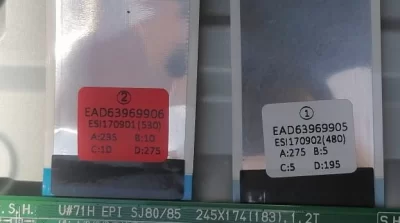 ②
EAD63969906
ESI170901(530)
A:295 B:10
C:10 D:275
①
EAD63969905
ESI170902(480)
A:275 B:5
C:5 D:195
.S.H. U#71H EPI SJ80/85 245X174(183),1.2T S.H.